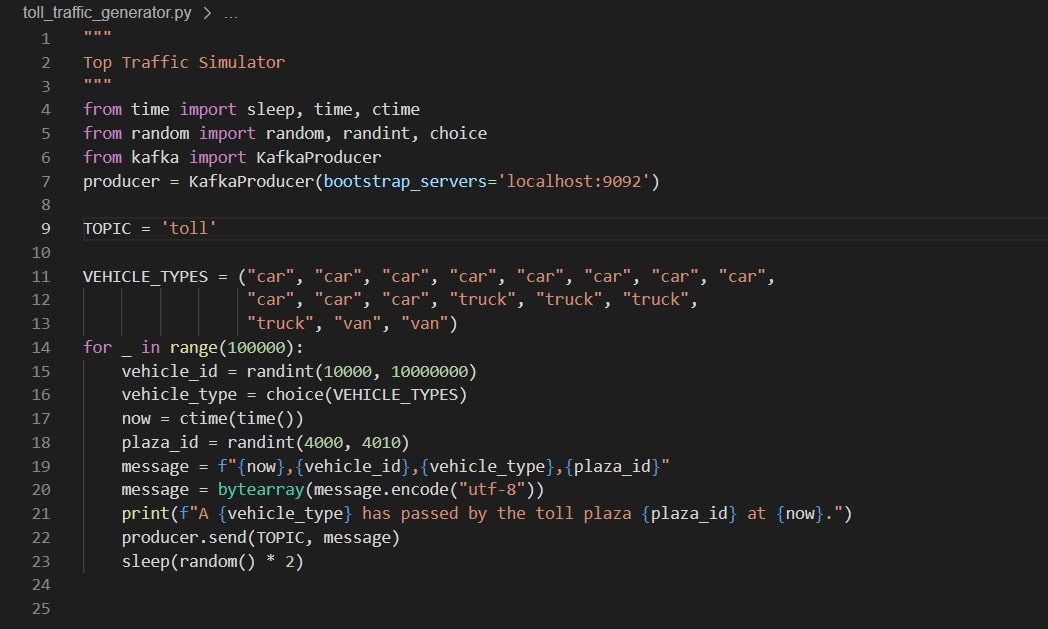 toll_traffic_generator.py > ...
1 """
2 Top Traffic Simulator
3 """
4 from time import sleep, time, ctime
5 from random import random, randint, choice
6 from kafka import KafkaProducer
7 producer = KafkaProducer(bootstrap_servers='localhost:9092')
8
9 TOPIC = 'toll'
10
11 VEHICLE_TYPES = ("car", "car", "car", "car", "car", "car", "car", "car",
12                  "car", "car", "car", "truck", "truck", "truck",
13                  "truck", "van", "van")
14 for _ in range(100000):
15     vehicle_id = randint(10000, 10000000)
16     vehicle_type = choice(VEHICLE_TYPES)
17     now = ctime(time())
18     plaza_id = randint(4000, 4010)
19     message = f"{now},{vehicle_id},{vehicle_type},{plaza_id}"
20     message = bytearray(message.encode("utf-8"))
21     print(f"A {vehicle_type} has passed by the toll plaza {plaza_id} at {now}.")
22     producer.send(TOPIC, message)
23     sleep(random() * 2)
24
25